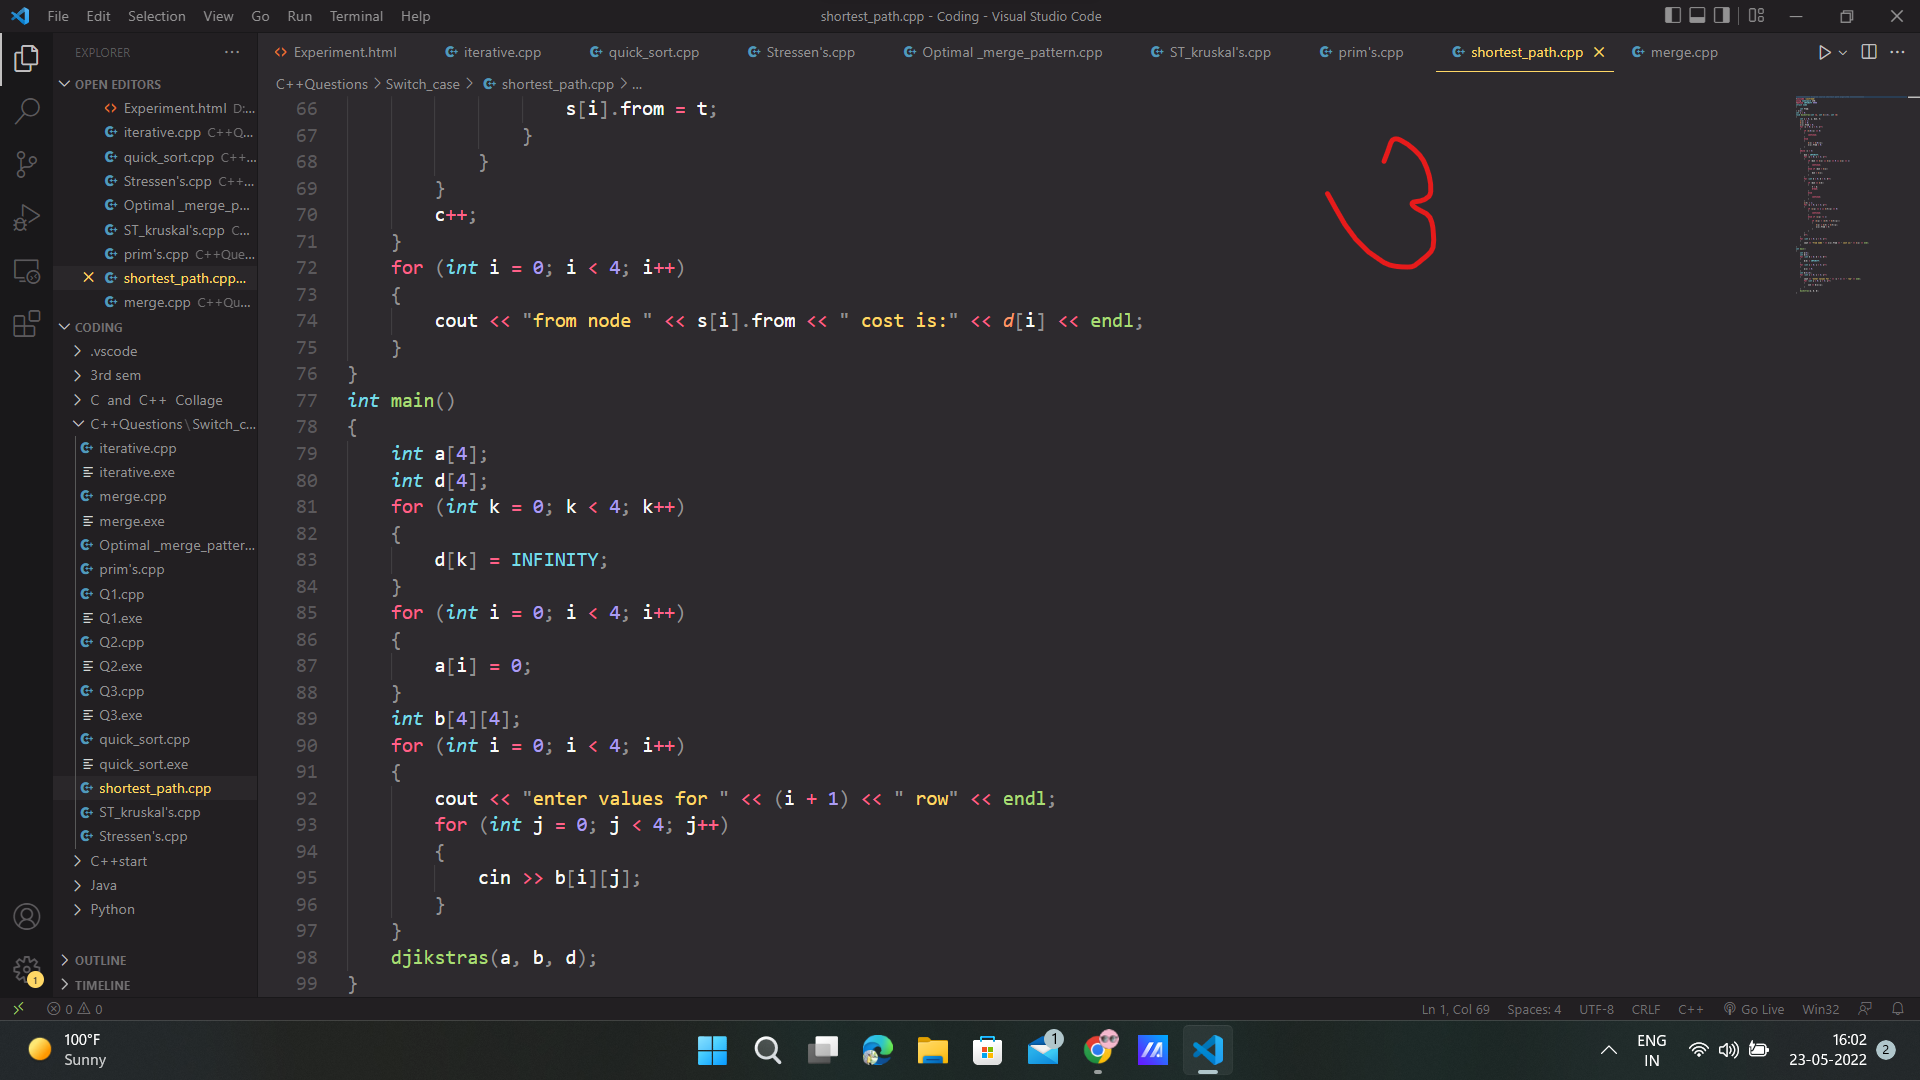 File Edit Selection View Go Run Terminal Help
shortest_path.cpp - Coding - Visual Studio Code
EXPLORER
OPEN EDITORS
Experiment.html D:...
iterative.cpp C++Q...
quick_sort.cpp C++...
Stressen's.cpp C++...
Optimal _merge_p...
ST_kruskal's.cpp C...
prim's.cpp C++Que...
shortest_path.cpp...
merge.cpp C++Qu...
CODING
.vscode
3rd sem
C and C++ Collage
C++Questions\Switch_c...
iterative.cpp
iterative.exe
merge.cpp
merge.exe
Optimal _merge_patter...
prim's.cpp
Q1.cpp
Q1.exe
Q2.cpp
Q2.exe
Q3.cpp
Q3.exe
quick_sort.cpp
quick_sort.exe
shortest_path.cpp
ST_kruskal's.cpp
Stressen's.cpp
C++start
Java
Python
OUTLINE
TIMELINE
1
Experiment.html iterative.cpp quick_sort.cpp Stressen's.cpp Optimal _merge_pattern.cpp ST_kruskal's.cpp prim's.cpp shortest_path.cpp merge.cpp
C++Questions > Switch_case > shortest_path.cpp > ...
66 s[i].from = t;
67 }
68 }
69 }
70 c++;
71 }
72 for (int i = 0; i < 4; i++)
73 {
74 cout << "from node " << s[i].from << " cost is:" << d[i] << endl;
75 }
76 }
77 int main()
78 {
79 int a[4];
80 int d[4];
81 for (int k = 0; k < 4; k++)
82 {
83 d[k] = INFINITY;
84 }
85 for (int i = 0; i < 4; i++)
86 {
87 a[i] = 0;
88 }
89 int b[4][4];
90 for (int i = 0; i < 4; i++)
91 {
92 cout << "enter values for " << (i + 1) << " row" << endl;
93 for (int j = 0; j < 4; j++)
94 {
95 cin >> b[i][j];
96 }
97 }
98 djikstras(a, b, d);
99 }
3
0 0
Ln 1, Col 69 Spaces: 4 UTF-8 CRLF C++ Go Live Win32
100°F
Sunny
1
ENG
IN
16:02
23-05-2022
2